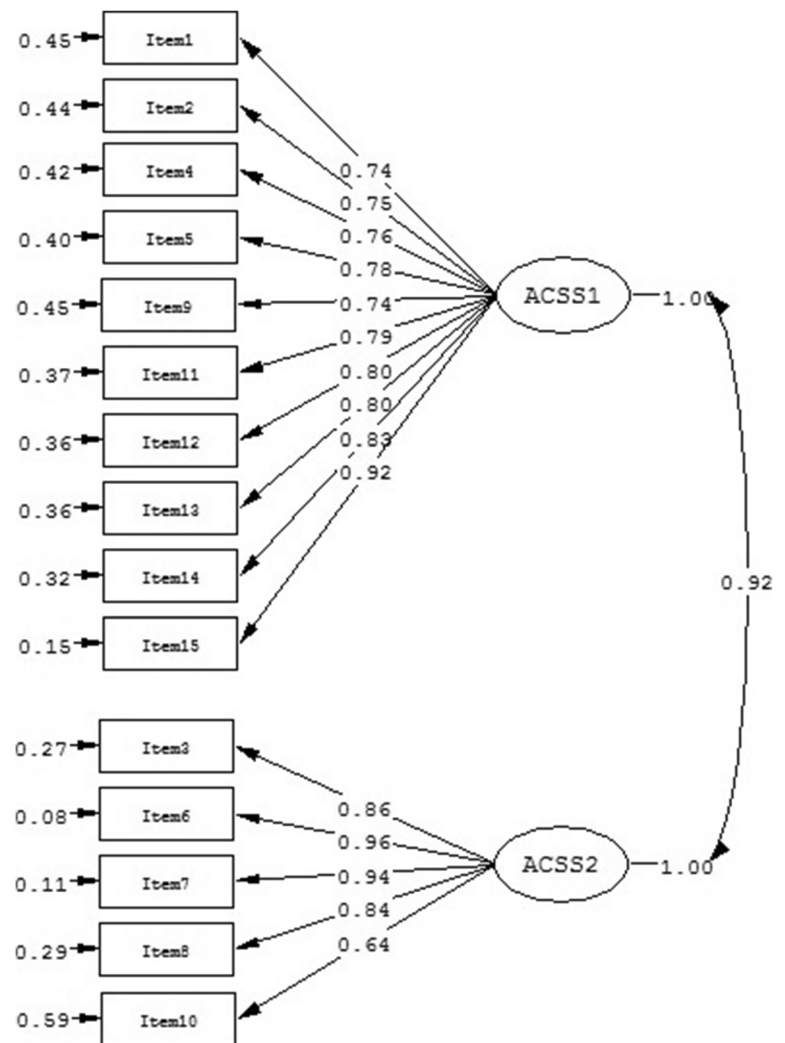 0.45 Item1
0.44 Item2
0.42 Item4
0.74
0.75
0.76
0.40 Item5
0.78
0.45 Item9
0.74
ACSS1
1.00
0.79
0.37 Item11
0.80
0.80
0.36 Item12
0.83
0.92
0.36 Item13
0.32 Item14
0.92
0.15 Item15
0.27 Item3
0.86
0.08 Item6
0.96
0.94
ACSS2
1.00
0.11 Item7
0.84
0.64
0.29 Item8
0.59 Item10